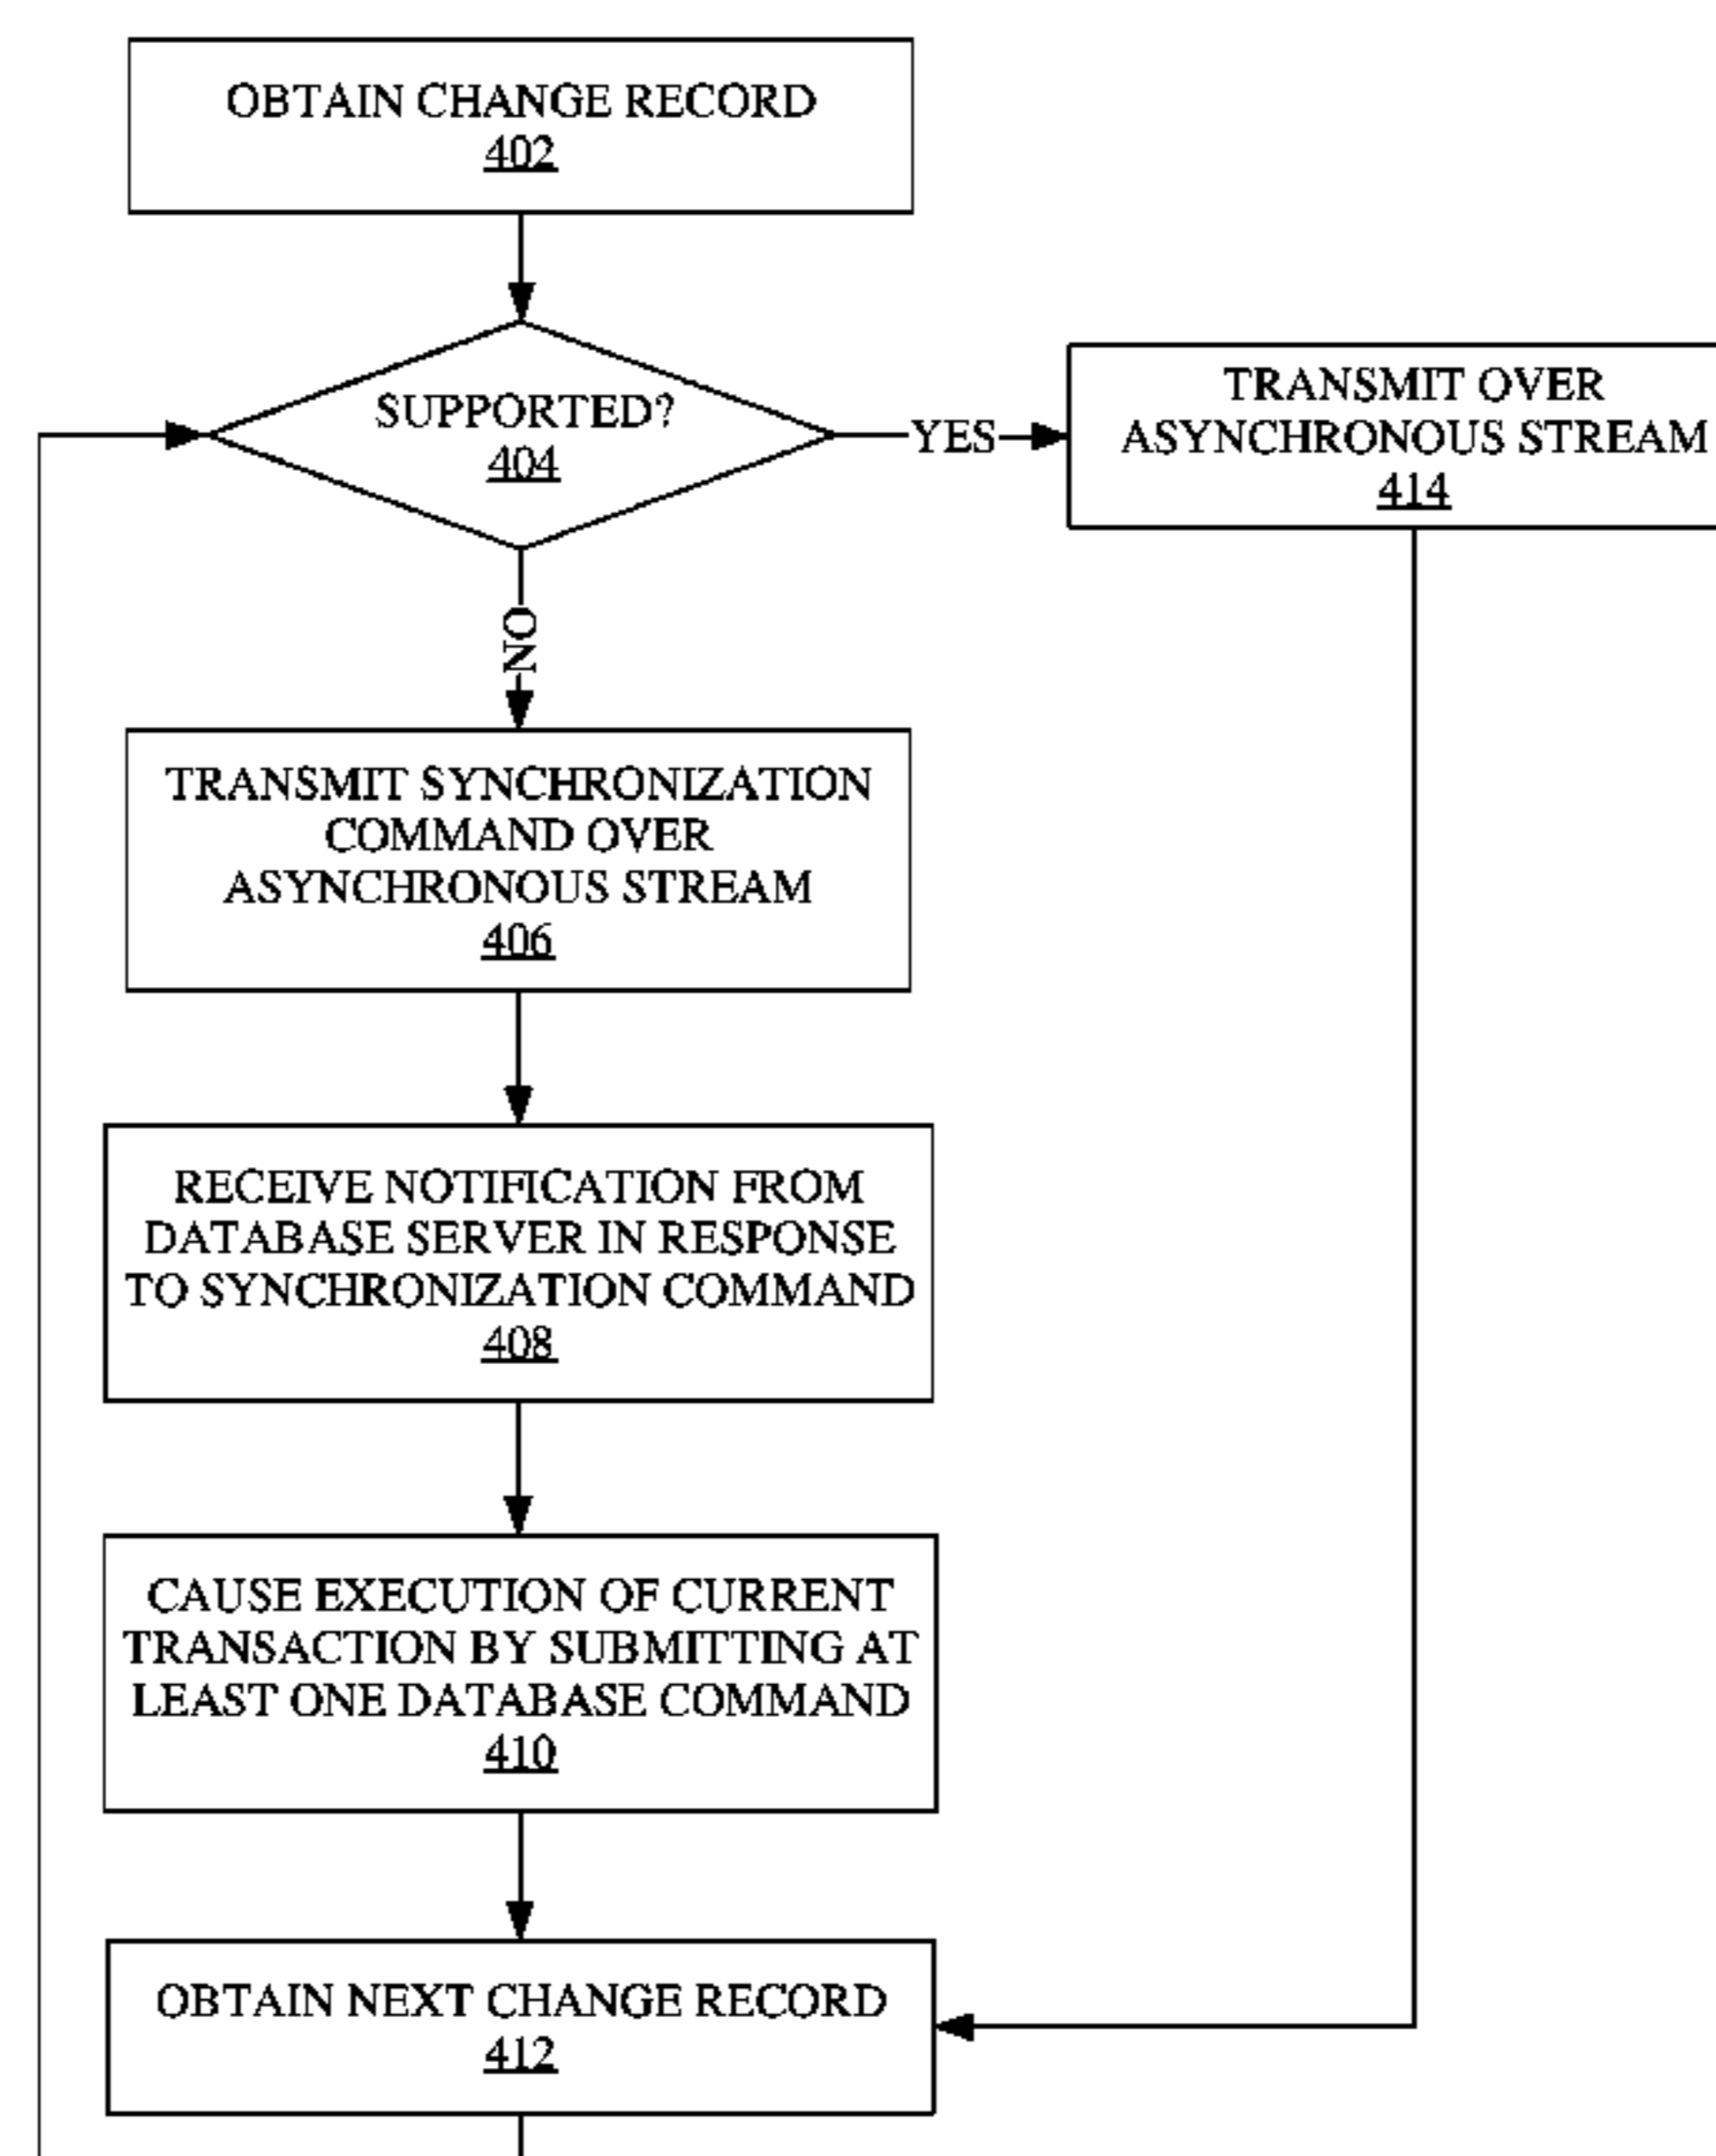 OBTAIN CHANGE RECORD
402
SUPPORTED?
404
YES
TRANSMIT OVER
ASYNCHRONOUS STREAM
414
NO
TRANSMIT SYNCHRONIZATION
COMMAND OVER
ASYNCHRONOUS STREAM
406
RECEIVE NOTIFICATION FROM
DATABASE SERVER IN RESPONSE
TO SYNCHRONIZATION COMMAND
408
CAUSE EXECUTION OF CURRENT
TRANSACTION BY SUBMITTING AT
LEAST ONE DATABASE COMMAND
410
OBTAIN NEXT CHANGE RECORD
412